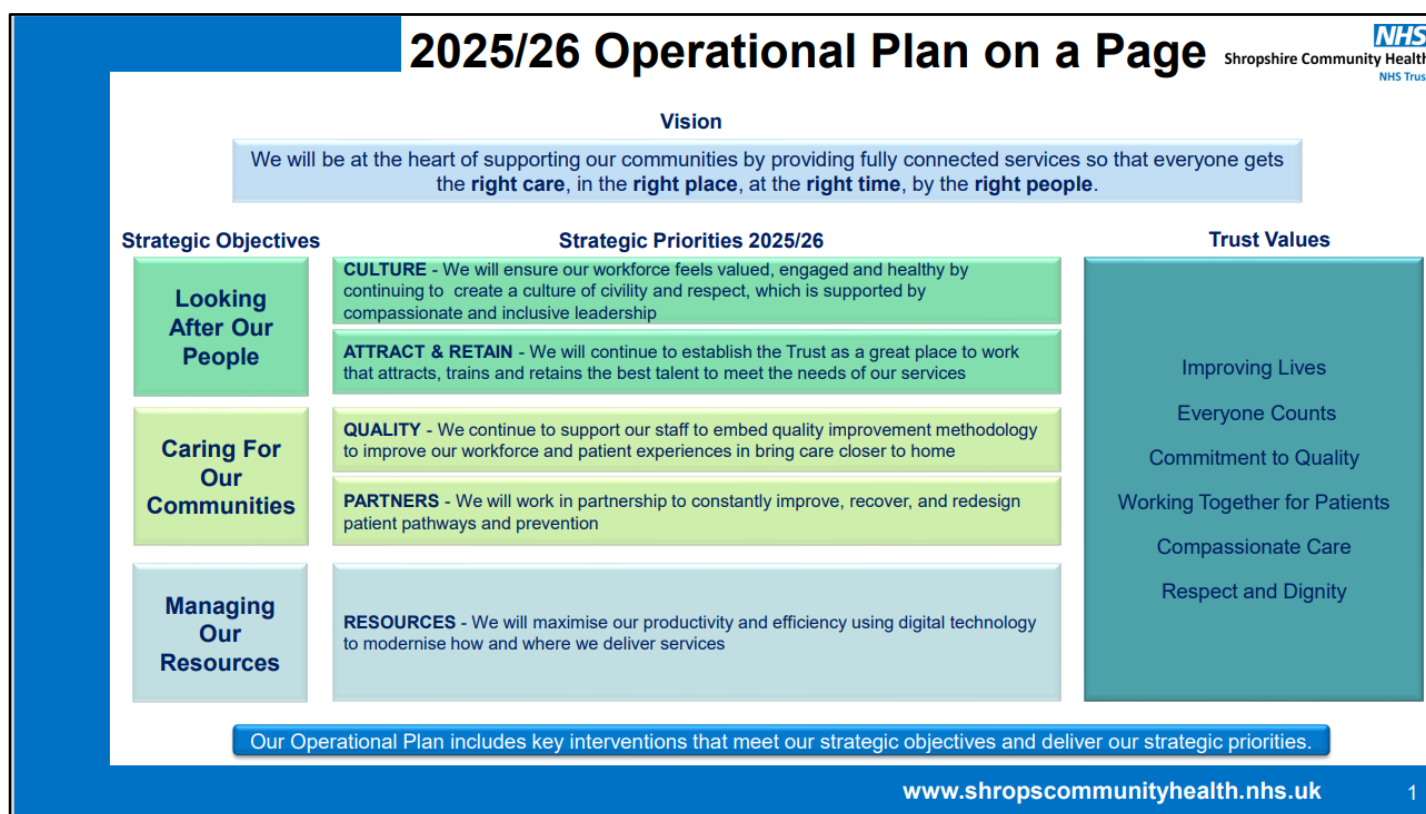 2025/26 Operational Plan on a Page
NHS
Shropshire Community Health
NHS Trust
Vision
We will be at the heart of supporting our communities by providing fully connected services so that everyone gets
the right care, in the right place, at the right time, by the right people.
Strategic Objectives
Strategic Priorities 2025/26
Trust Values
Looking
After Our
People
CULTURE - We will ensure our workforce feels valued, engaged and healthy by
continuing to create a culture of civility and respect, which is supported by
compassionate and inclusive leadership
ATTRACT & RETAIN - We will continue to establish the Trust as a great place to work
that attracts, trains and retains the best talent to meet the needs of our services
Caring For
Our
Communities
QUALITY - We continue to support our staff to embed quality improvement methodology
to improve our workforce and patient experiences in bring care closer to home
PARTNERS - We will work in partnership to constantly improve, recover, and redesign
patient pathways and prevention
Managing
Our
Resources
RESOURCES - We will maximise our productivity and efficiency using digital technology
to modernise how and where we deliver services
Improving Lives
Everyone Counts
Commitment to Quality
Working Together for Patients
Compassionate Care
Respect and Dignity
Our Operational Plan includes key interventions that meet our strategic objectives and deliver our strategic priorities.
www.shropscommunityhealth.nhs.uk
1